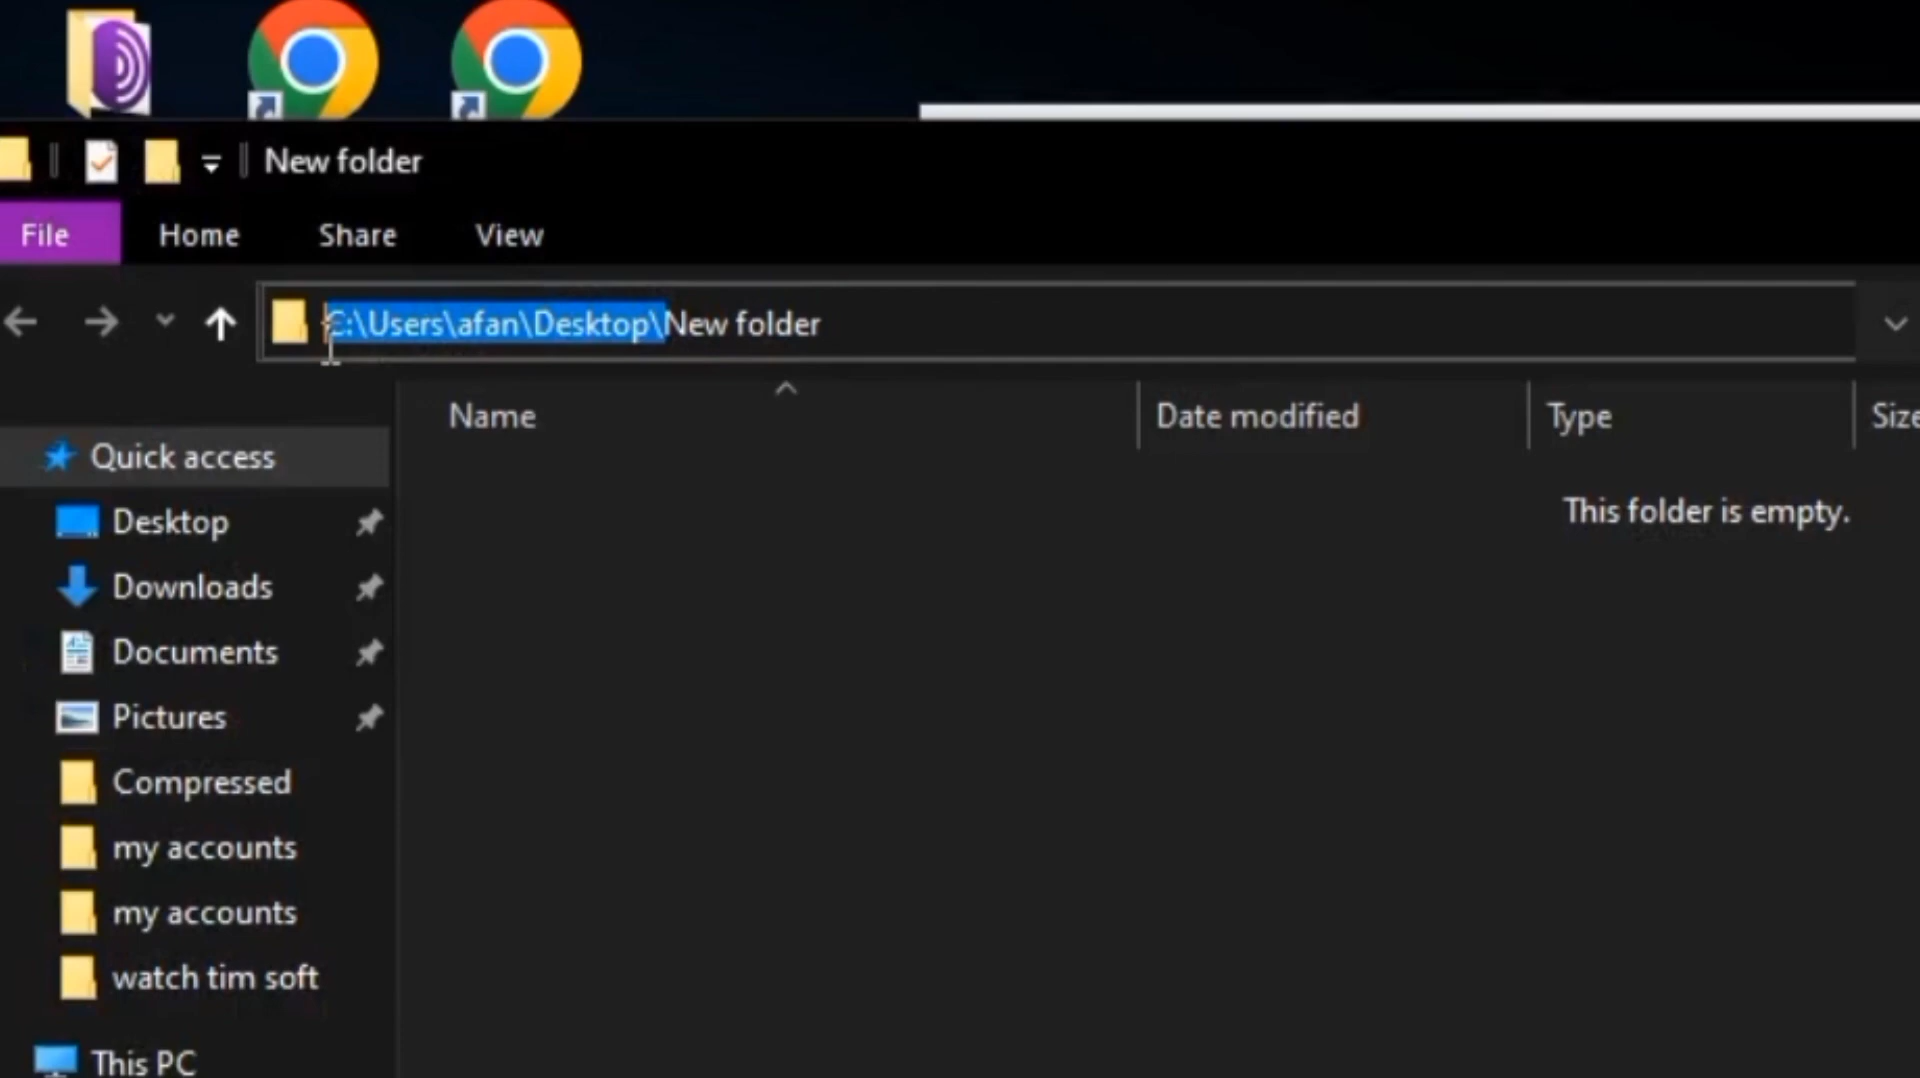 New folder
File Home Share View
C:\Users\afan\Desktop\New folder
Name Date modified Type Size
This folder is empty.
Quick access
Desktop
Downloads
Documents
Pictures
Compressed
my accounts
my accounts
watch tim soft
This PC